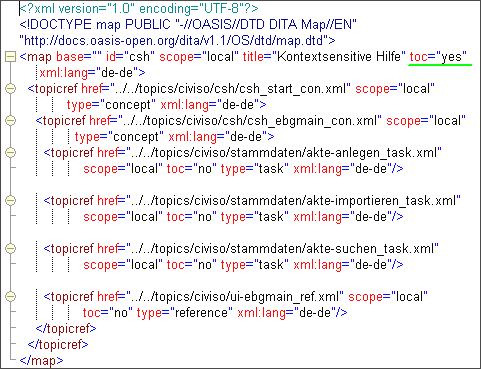 <?xml version="1.0" encoding="UTF-8"?>
<!DOCTYPE map PUBLIC "-//OASIS//DTD DITA Map//EN"
"http://docs.oasis-open.org/dita/v1.1/OS/dtd/map.dtd">
<map base="" id="csh" scope="local" title="Kontextsensitive Hilfe" toc="yes"
xml:lang="de-de">
<topicref href="../../topics/civiso/csh/csh_start_con.xml" scope="local"
type="concept" xml:lang="de-de">
<topicref href="../../topics/civiso/csh/csh_ebgmain_con.xml" scope="local"
type="concept" xml:lang="de-de">
<topicref href="../../topics/civiso/stammdaten/akte-anlegen_task.xml"
scope="local" toc="no" type="task" xml:lang="de-de"/>
<topicref href="../../topics/civiso/stammdaten/akte-importieren_task.xml"
scope="local" toc="no" type="task" xml:lang="de-de"/>
<topicref href="../../topics/civiso/stammdaten/akte-suchen_task.xml"
scope="local" toc="no" type="task" xml:lang="de-de"/>
<topicref href="../../topics/civiso/ui-ebgmain_ref.xml" scope="local"
toc="no" type="reference" xml:lang="de-de"/>
</topicref>
</topicref>
</map>